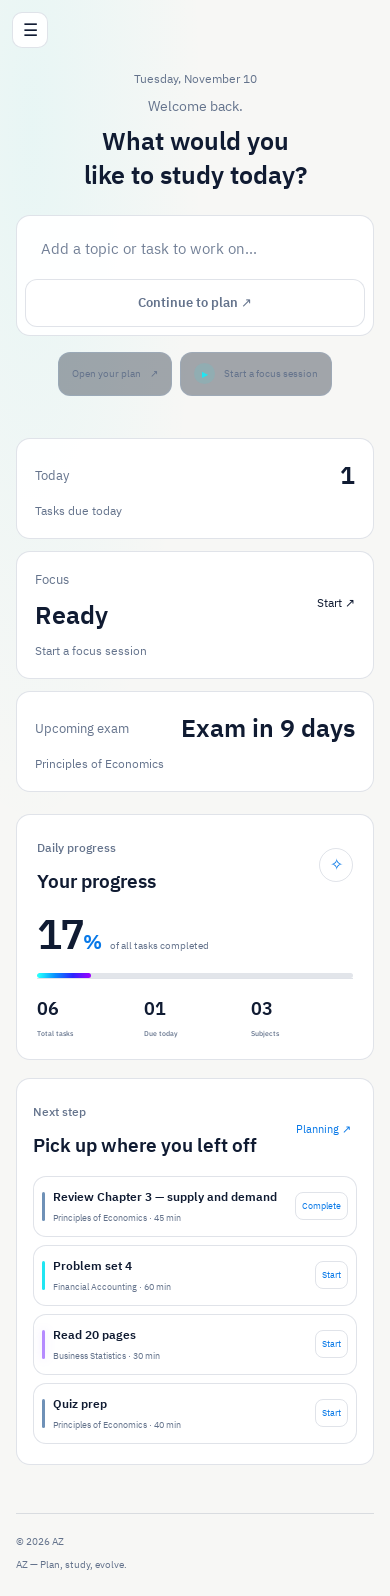 Tuesday, November 10
Welcome back.
What would you
like to study today?
Add a topic or task to work on...
Continue to plan ↗
Open your plan ↗
Start a focus session
Today
1
Tasks due today
Focus
Ready
Start ↗
Start a focus session
Upcoming exam
Exam in 9 days
Principles of Economics
Daily progress
Your progress
17% of all tasks completed
06 01 03
Total tasks Due today Subjects
Next step
Planning ↗
Pick up where you left off
Review Chapter 3 — supply and demand
Principles of Economics · 45 min
Complete
Problem set 4
Financial Accounting · 60 min
Start
Read 20 pages
Business Statistics · 30 min
Start
Quiz prep
Principles of Economics · 40 min
Start
© 2026 AZ
AZ — Plan, study, evolve.